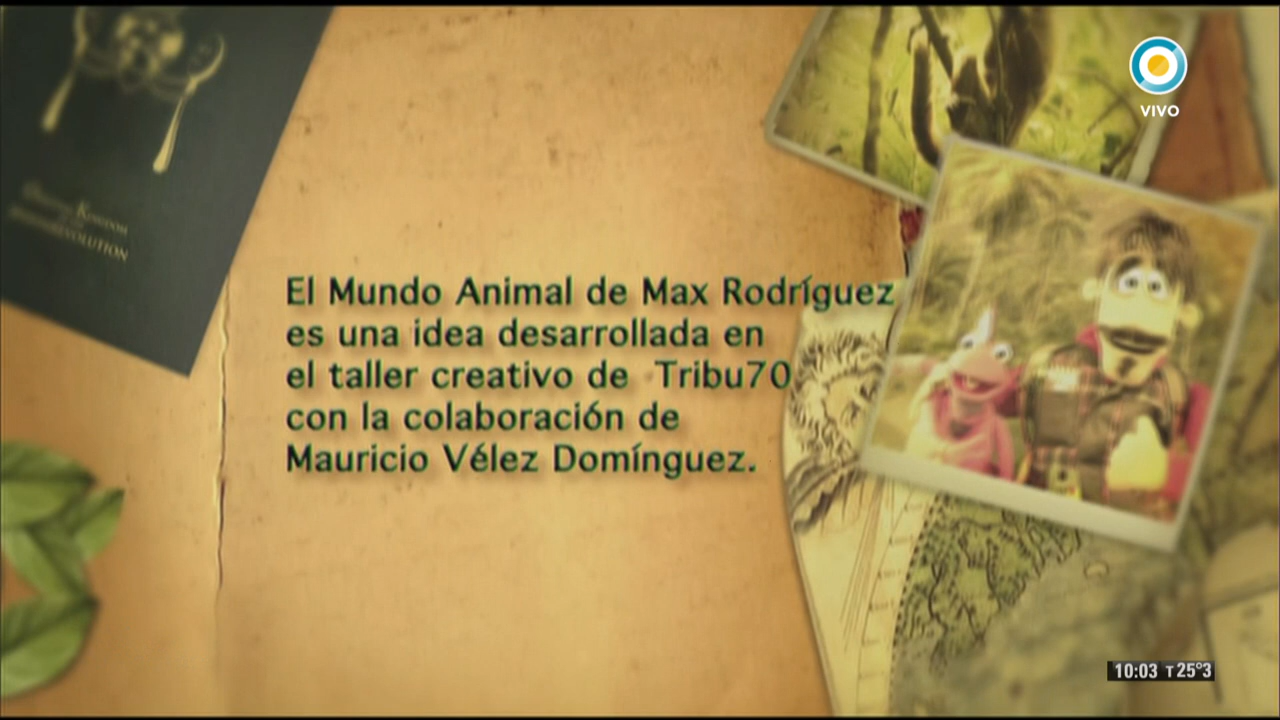 VIVO
El Mundo Animal de Max Rodríguez
es una idea desarrollada en
el taller creativo de Tribu70
con la colaboración de
Mauricio Vélez Domínguez.
10:03 T 25°3